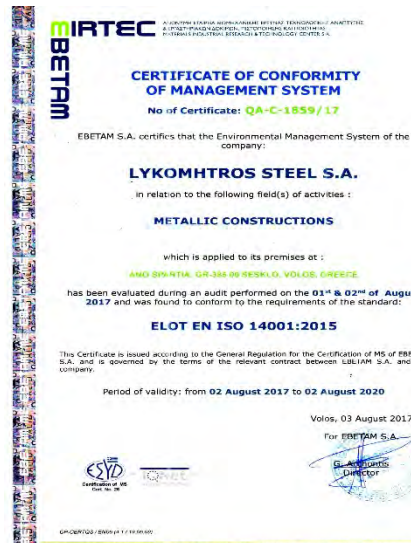 MIRTEC
EBETAM
CERTIFICATE OF CONFORMITY
OF MANAGEMENT SYSTEM
No of Certificate: QA-C-1859/17
EBETAM S.A. certifies that the Environmental Management System of the
company:
LYKOMHTROS STEEL S.A.
in relation to the following field(s) of activities :
METALLIC CONSTRUCTIONS
which is applied to its premises at :
GREECE
has been evaluated during an audit performed on the 01st & 02nd of Augu
2017 and was found to conform to the requirements of the standard:
ELOT EN ISO 14001:2015
This Certificate is issued according to the General Regulation for the Certification of MS of EBE
S.A. and is governed by the terms of the relevant contract between EBETAM S.A. and
company.
Period of validity: from 02 August 2017 to 02 August 2020
Volos, 03 August 2017
For EBETAM S.A.
Director
ΕΣΥΔ
Certification of MS